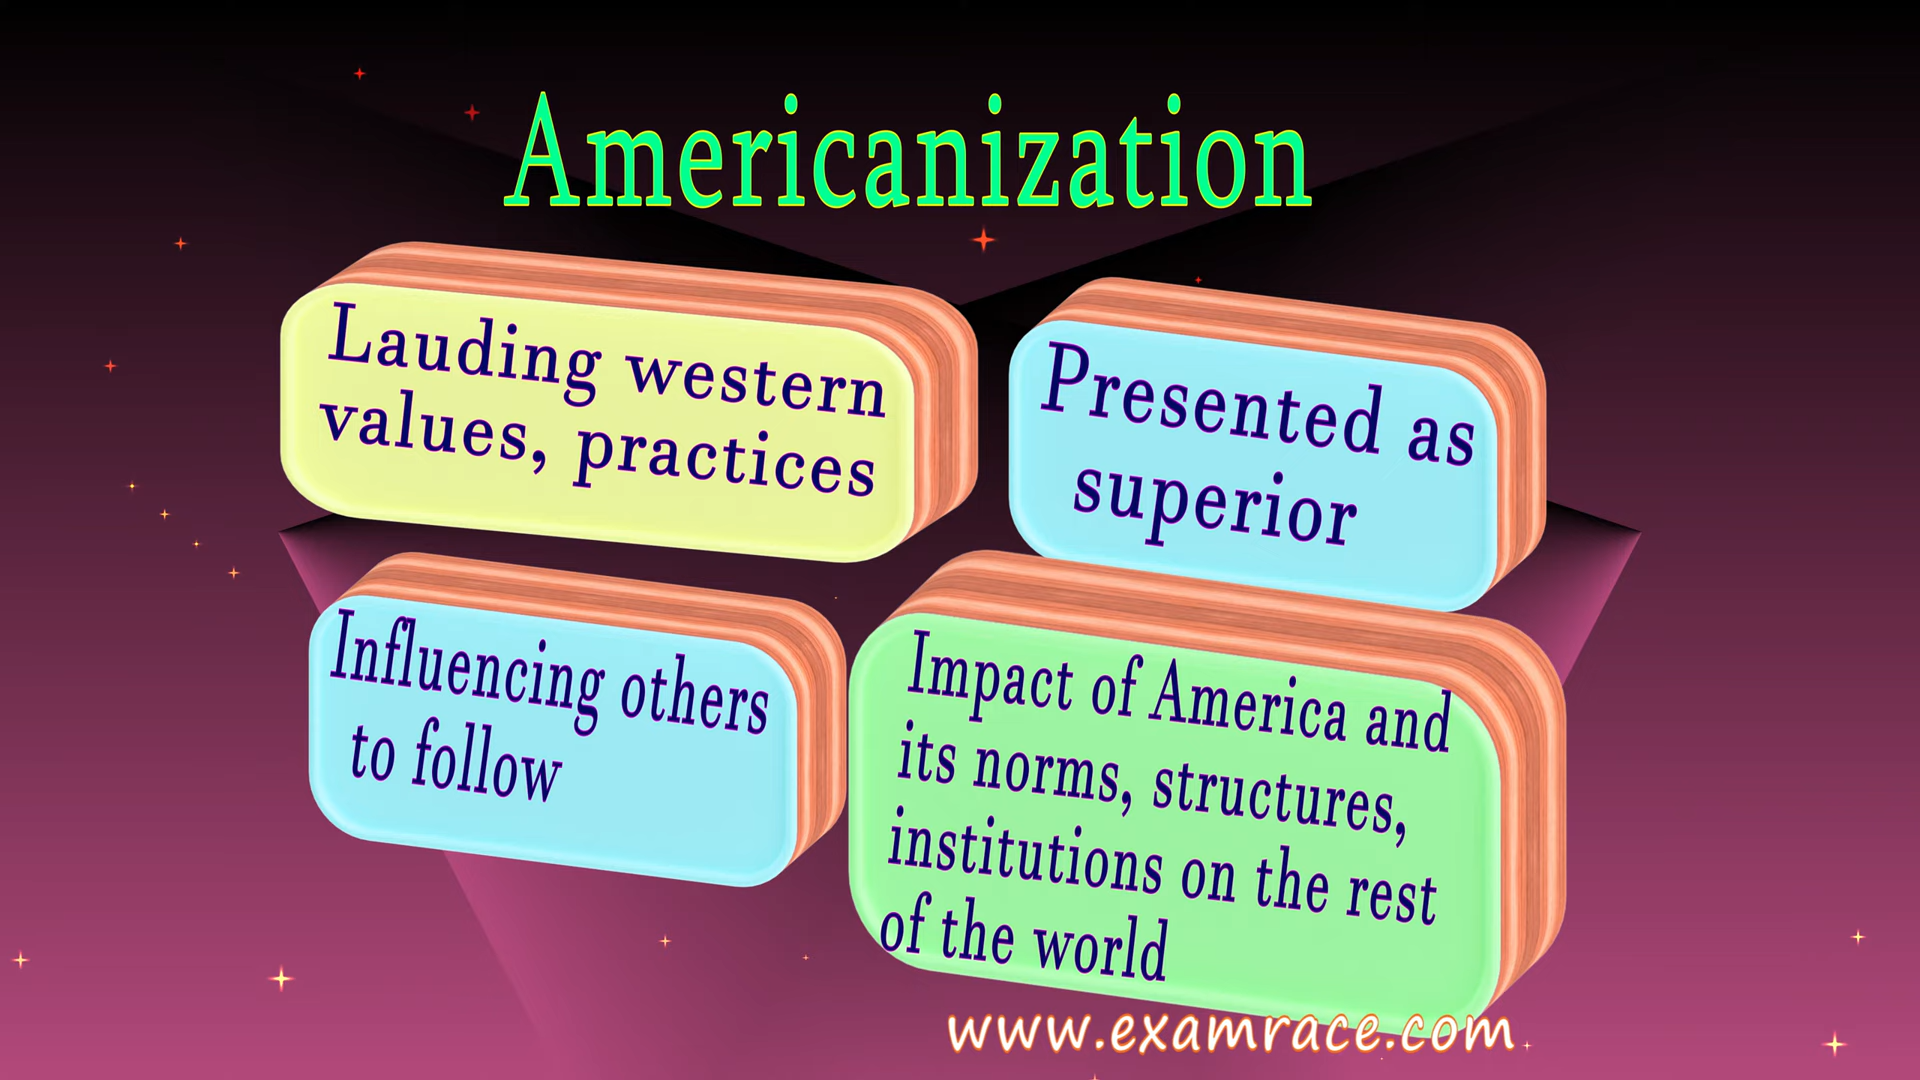 Americanization
Lauding western
values, practices
Presented as
superior
Influencing others
to follow
Impact of America and
its norms, structures,
institutions on the rest
of the world
www.examrace.com